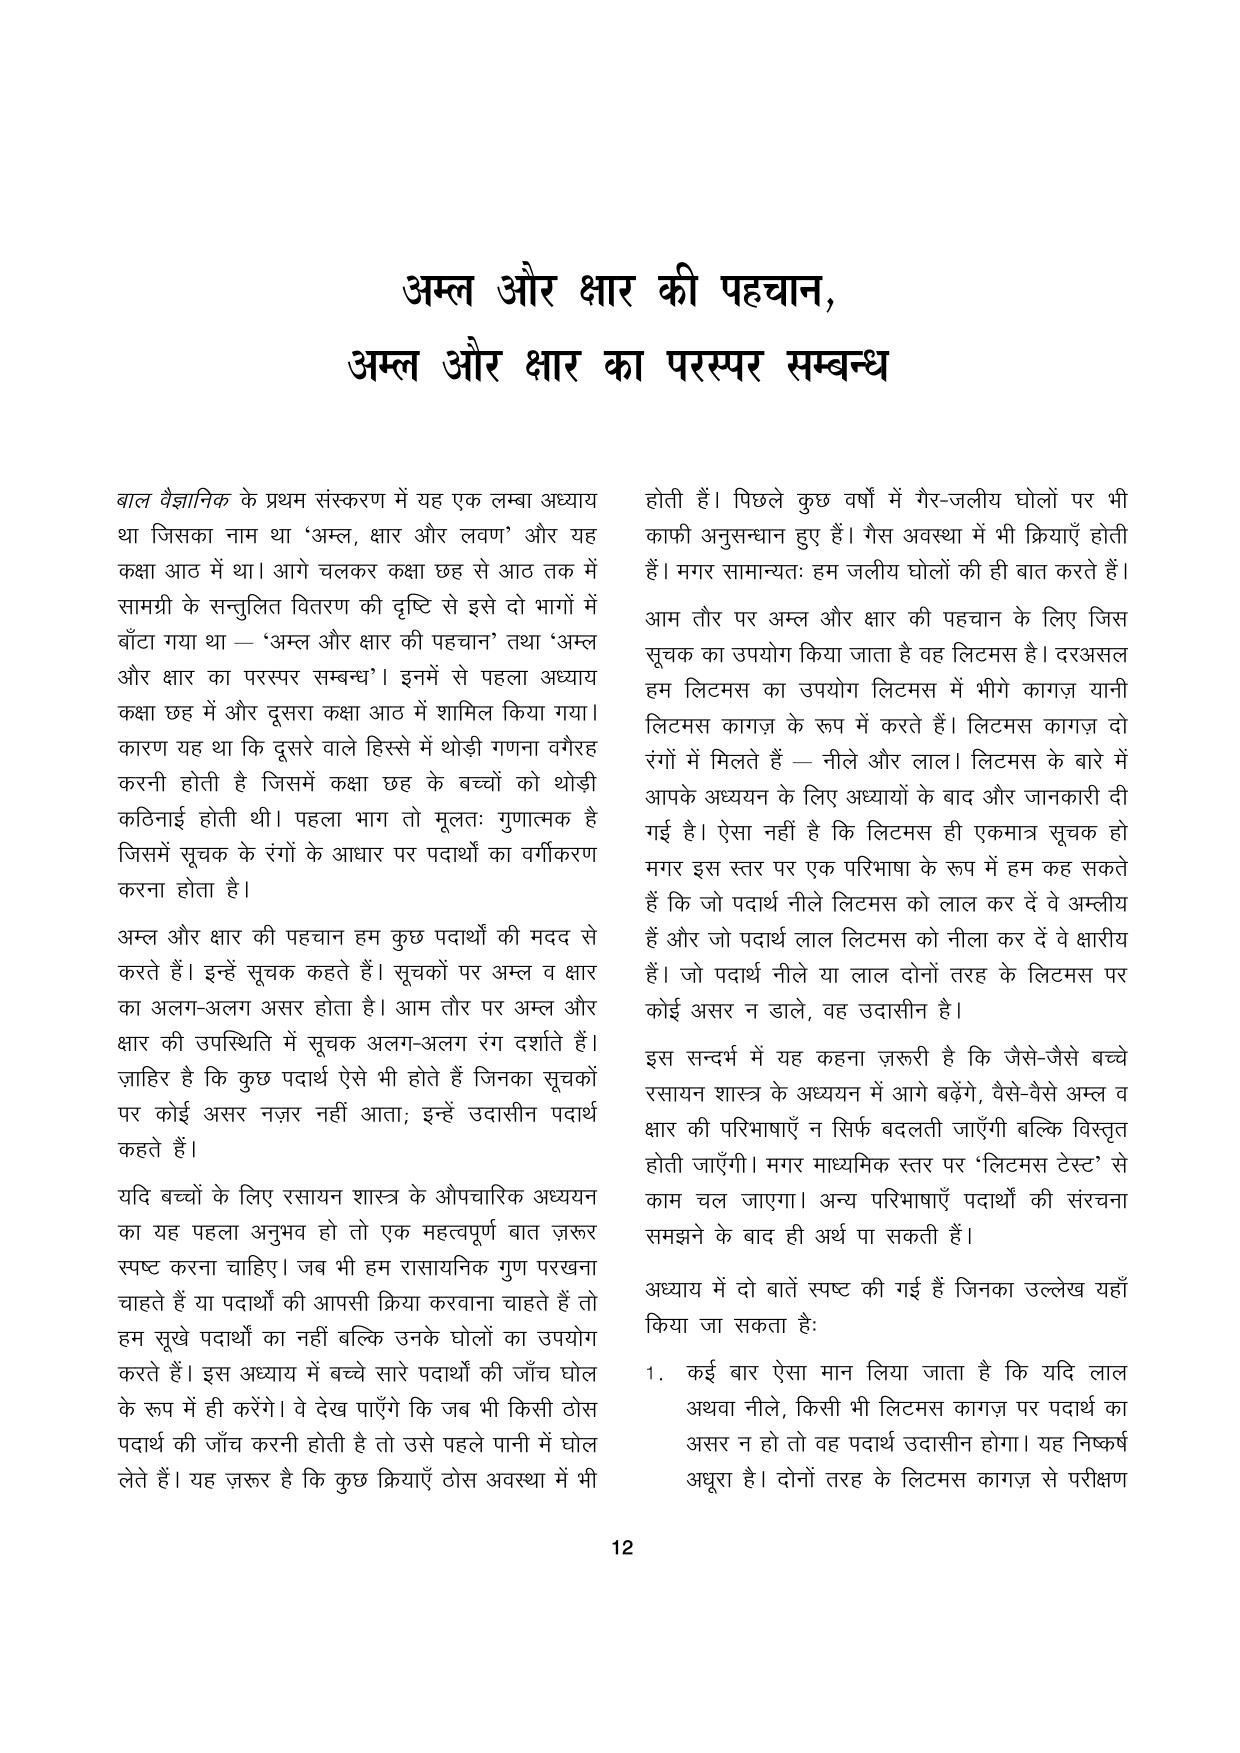 अम्ल और क्षार की पहचान,
अम्ल और क्षार का परस्पर सम्बन्ध
बाल वैज्ञानिक के प्रथम संस्करण में यह एक लम्बा अध्याय
था जिसका नाम था ‘अम्ल, क्षार और लवण’ और यह
कक्षा आठ में था। आगे चलकर कक्षा छह से आठ तक में
सामग्री के सन्तुलित वितरण की दृष्टि से इसे दो भागों में
बाँटा गया था — ‘अम्ल और क्षार की पहचान’ तथा ‘अम्ल
और क्षार का परस्पर सम्बन्ध’। इनमें से पहला अध्याय
कक्षा छह में और दूसरा कक्षा आठ में शामिल किया गया।
कारण यह था कि दूसरे वाले हिस्से में थोड़ी गणना वगैरह
करनी होती है जिसमें कक्षा छह के बच्चों को थोड़ी
कठिनाई होती थी। पहला भाग तो मूलतः गुणात्मक है
जिसमें सूचक के रंगों के आधार पर पदार्थों का वर्गीकरण
करना होता है।
अम्ल और क्षार की पहचान हम कुछ पदार्थों की मदद से
करते हैं। इन्हें सूचक कहते हैं। सूचकों पर अम्ल व क्षार
का अलग-अलग असर होता है। आम तौर पर अम्ल और
क्षार की उपस्थिति में सूचक अलग-अलग रंग दर्शाते हैं।
ज़ाहिर है कि कुछ पदार्थ ऐसे भी होते हैं जिनका सूचकों
पर कोई असर नज़र नहीं आता; इन्हें उदासीन पदार्थ
कहते हैं।
यदि बच्चों के लिए रसायन शास्त्र के औपचारिक अध्ययन
का यह पहला अनुभव हो तो एक महत्वपूर्ण बात ज़रूर
स्पष्ट करना चाहिए। जब भी हम रासायनिक गुण परखना
चाहते हैं या पदार्थों की आपसी क्रिया करवाना चाहते हैं तो
हम सूखे पदार्थों का नहीं बल्कि उनके घोलों का उपयोग
करते हैं। इस अध्याय में बच्चे सारे पदार्थों की जाँच घोल
के रूप में ही करेंगे। वे देख पाएँगे कि जब भी किसी ठोस
पदार्थ की जाँच करनी होती है तो उसे पहले पानी में घोल
लेते हैं। यह ज़रूर है कि कुछ क्रियाएँ ठोस अवस्था में भी
होती हैं। पिछले कुछ वर्षों में गैर-जलीय घोलों पर भी
काफी अनुसन्धान हुए हैं। गैस अवस्था में भी क्रियाएँ होती
हैं। मगर सामान्यतः हम जलीय घोलों की ही बात करते हैं।
आम तौर पर अम्ल और क्षार की पहचान के लिए जिस
सूचक का उपयोग किया जाता है वह लिटमस है। दरअसल
हम लिटमस का उपयोग लिटमस में भीगे कागज़ यानी
लिटमस कागज़ के रूप में करते हैं। लिटमस कागज़ दो
रंगों में मिलते हैं — नीले और लाल। लिटमस के बारे में
आपके अध्ययन के लिए अध्यायों के बाद और जानकारी दी
गई है। ऐसा नहीं है कि लिटमस ही एकमात्र सूचक हो
मगर इस स्तर पर एक परिभाषा के रूप में हम कह सकते
हैं कि जो पदार्थ नीले लिटमस को लाल कर दें वे अम्लीय
हैं और जो पदार्थ लाल लिटमस को नीला कर दें वे क्षारीय
हैं। जो पदार्थ नीले या लाल दोनों तरह के लिटमस पर
कोई असर न डाले, वह उदासीन है।
इस सन्दर्भ में यह कहना ज़रूरी है कि जैसे-जैसे बच्चे
रसायन शास्त्र के अध्ययन में आगे बढ़ेंगे, वैसे-वैसे अम्ल व
क्षार की परिभाषाएँ न सिर्फ बदलती जाएँगी बल्कि विस्तृत
होती जाएँगी। मगर माध्यमिक स्तर पर ‘लिटमस टेस्ट’ से
काम चल जाएगा। अन्य परिभाषाएँ पदार्थों की संरचना
समझने के बाद ही अर्थ पा सकती हैं।
अध्याय में दो बातें स्पष्ट की गई हैं जिनका उल्लेख यहाँ
किया जा सकता है:
1. कई बार ऐसा मान लिया जाता है कि यदि लाल
अथवा नीले, किसी भी लिटमस कागज़ पर पदार्थ का
असर न हो तो वह पदार्थ उदासीन होगा। यह निष्कर्ष
अधूरा है। दोनों तरह के लिटमस कागज़ से परीक्षण
12